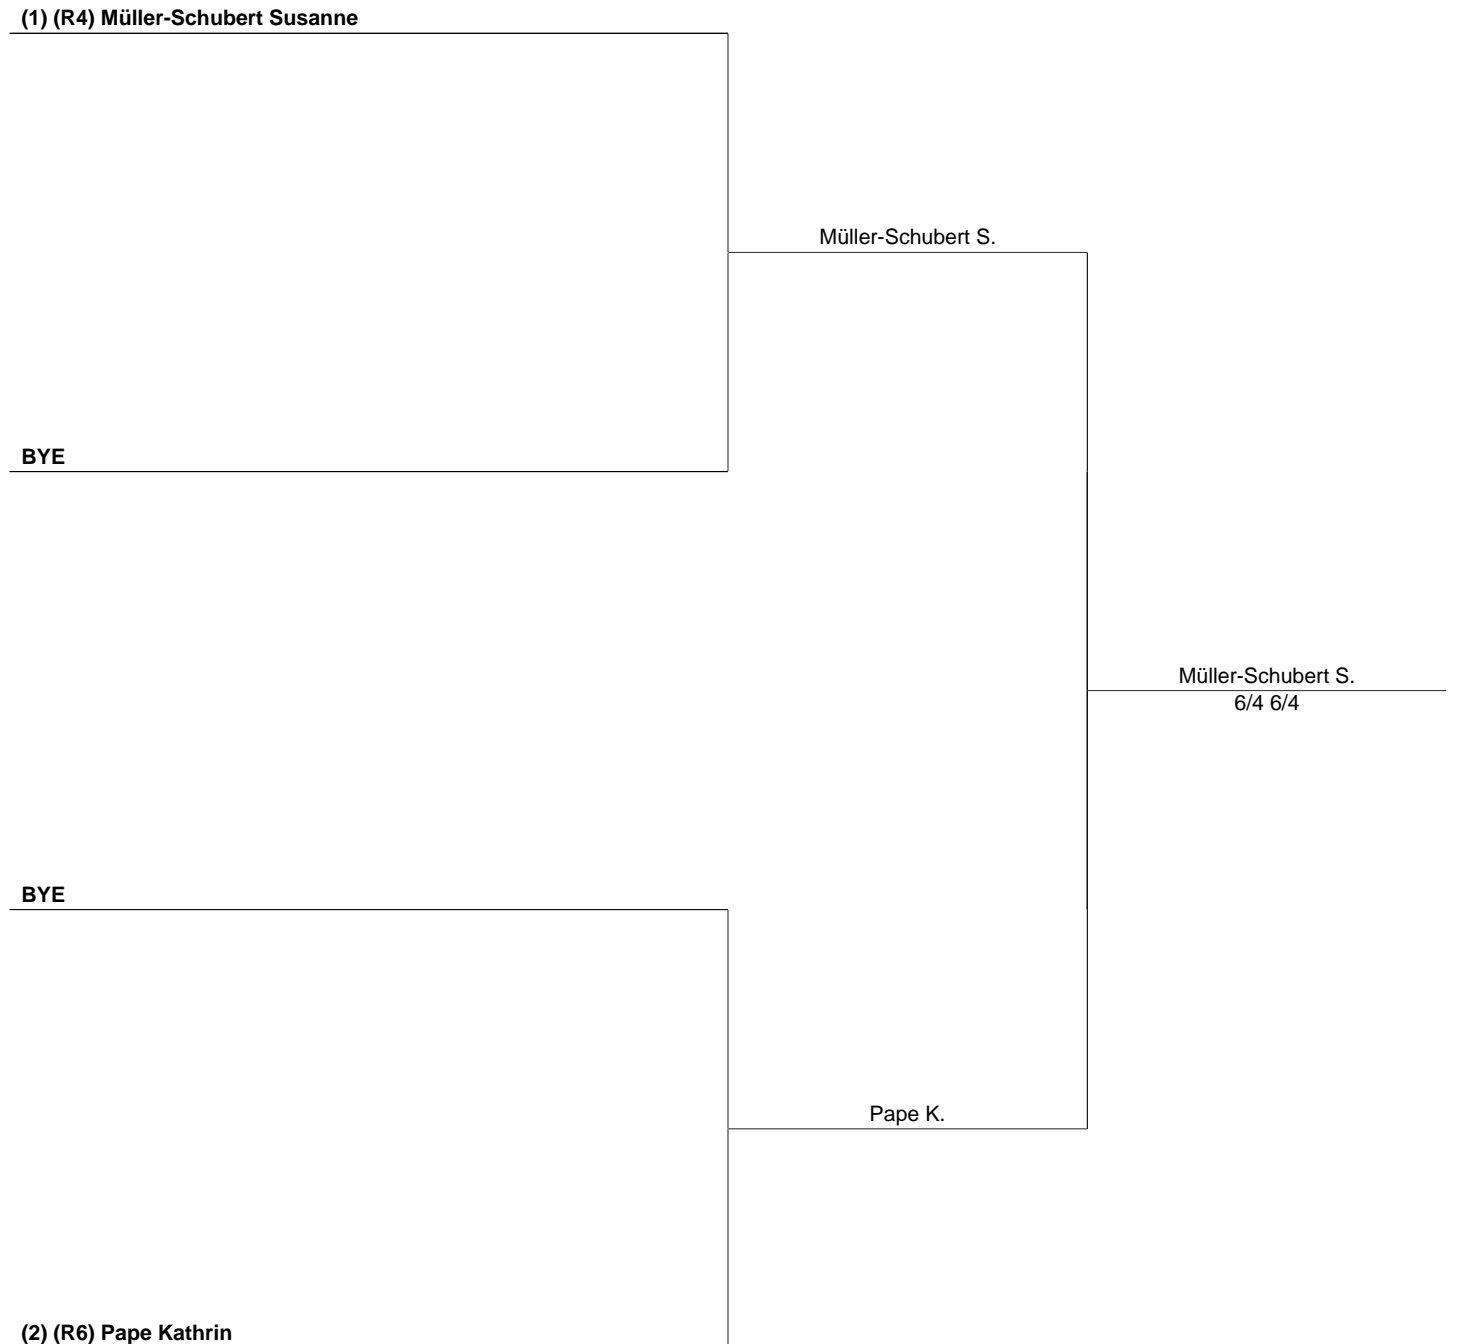 (1) (R4) Müller-Schubert Susanne
Müller-Schubert S.
BYE
Müller-Schubert S.
6/4 6/4
BYE
Pape K.
(2) (R6) Pape Kathrin